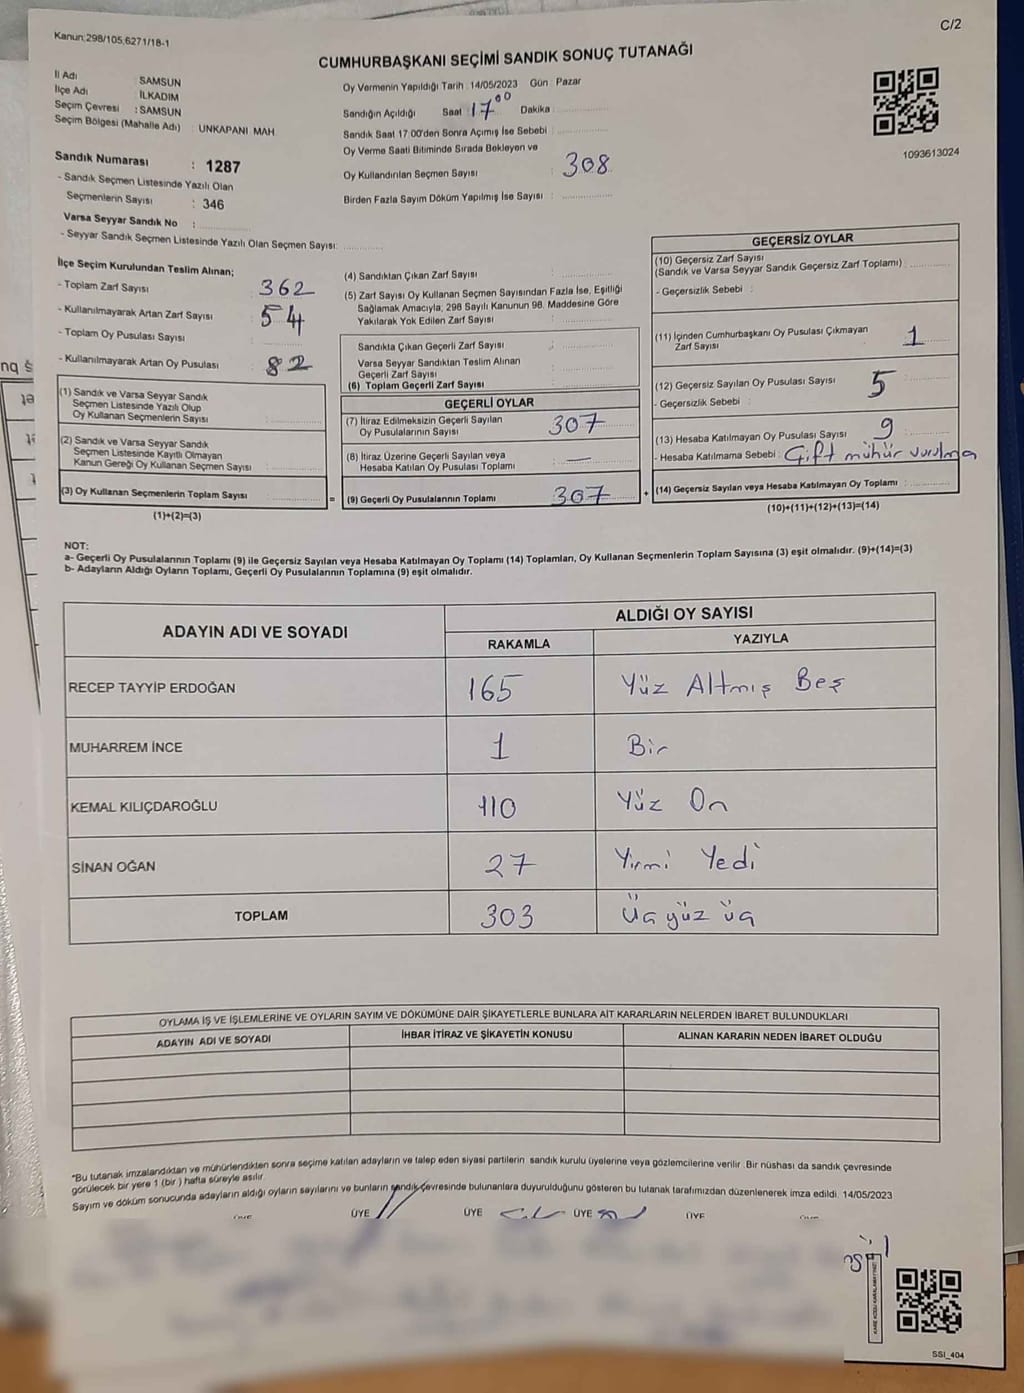 C/2
Kanun;298/105,6271/18-1
CUMHURBAŞKANI SEÇİMİ SANDIK SONUÇ TUTANAĞI
İl Adı : SAMSUN
İlçe Adı : İLKADIM
Seçim Çevresi : SAMSUN
Seçim Bölgesi (Mahalle Adı) : UNKAPANI MAH
Sandık Numarası : 1287
- Sandık Seçmen Listesinde Yazılı Olan
Seçmenlerin Sayısı : 346
Varsa Seyyar Sandık No :
- Seyyar Sandık Seçmen Listesinde Yazılı Olan Seçmen Sayısı:
Oy Vermenin Yapıldığı Tarih : 14/05/2023 Gün : Pazar
Sandığın Açıldığı Saat : 17 00 Dakika :
Sandık Saat 17.00'den Sonra Açımış İse Sebebi :
Oy Verme Saati Bitiminde Sırada Bekleyen ve
Oy Kullandırılan Seçmen Sayısı : 308
Birden Fazla Sayım Döküm Yapılmış İse Sayısı :
1093613024
İlçe Seçim Kurulundan Teslim Alınan;
- Toplam Zarf Sayısı : 362
- Kullanılmayarak Artan Zarf Sayısı : 54
- Toplam Oy Pusulası Sayısı :
- Kullanılmayarak Artan Oy Pusulası : 82
(1) Sandık ve Varsa Seyyar Sandık
Seçmen Listesinde Yazılı Olup
Oy Kullanan Seçmenlerin Sayısı :
(2) Sandık ve Varsa Seyyar Sandık
Seçmen Listesinde Kayıtlı Olmayan
Kanun Gereği Oy Kullanan Seçmen Sayısı :
(3) Oy Kullanan Seçmenlerin Toplam Sayısı : =
(1)+(2)=(3)
(4) Sandıktan Çıkan Zarf Sayısı :
(5) Zarf Sayısı Oy Kullanan Seçmen Sayısından Fazla İse, Eşitliği
Sağlamak Amacıyla; 298 Sayılı Kanunun 98. Maddesine Göre
Yakılarak Yok Edilen Zarf Sayısı :
Sandıkta Çıkan Geçerli Zarf Sayısı :
Varsa Seyyar Sandıktan Teslim Alınan
Geçerli Zarf Sayısı :
(6) Toplam Geçerli Zarf Sayısı :
GEÇERLİ OYLAR
(7) İtiraz Edilmeksizin Geçerli Sayılan
Oy Pusulalarının Sayısı : 307
(8) İtiraz Üzerine Geçerli Sayılan veya
Hesaba Katılan Oy Pusulası Toplamı : —
(9) Geçerli Oy Pusulalarının Toplamı : 307 +
GEÇERSİZ OYLAR
(10) Geçersiz Zarf Sayısı
(Sandık ve Varsa Seyyar Sandık Geçersiz Zarf Toplamı) :
- Geçersizlik Sebebi :
(11) İçinden Cumhurbaşkanı Oy Pusulası Çıkmayan
Zarf Sayısı : 1
(12) Geçersiz Sayılan Oy Pusulası Sayısı : 5
- Geçersizlik Sebebi :
(13) Hesaba Katılmayan Oy Pusulası Sayısı : 9
- Hesaba Katılmama Sebebi : Çift mühür vurulma
(14) Geçersiz Sayılan veya Hesaba Katılmayan Oy Toplamı :
(10)+(11)+(12)+(13)=(14)
NOT:
a- Geçerli Oy Pusulalarının Toplamı (9) ile Geçersiz Sayılan veya Hesaba Katılmayan Oy Toplamı (14) Toplamları, Oy Kullanan Seçmenlerin Toplam Sayısına (3) eşit olmalıdır. (9)+(14)=(3)
b- Adayların Aldığı Oyların Toplamı, Geçerli Oy Pusulalarının Toplamına (9) eşit olmalıdır.
ADAYIN ADI VE SOYADI
ALDIĞI OY SAYISI
RAKAMLA YAZIYLA
RECEP TAYYİP ERDOĞAN 165 Yüz Altmış Beş
MUHARREM İNCE 1 Bir
KEMAL KILIÇDAROĞLU 110 Yüz On
SİNAN OĞAN 27 Yirmi Yedi
TOPLAM 303 Üç yüz üç
OYLAMA İŞ VE İŞLEMLERİNE VE OYLARIN SAYIM VE DÖKÜMÜNE DAİR ŞİKAYETLERLE BUNLARA AİT KARARLARIN NELERDEN İBARET BULUNDUKLARI
ADAYIN ADI VE SOYADI İHBAR İTİRAZ VE ŞİKAYETİN KONUSU ALINAN KARARIN NEDEN İBARET OLDUĞU
*Bu tutanak imzalandıktan ve mühürlendikten sonra seçime katılan adayların ve talep eden siyasi partilerin sandık kurulu üyelerine veya gözlemcilerine verilir. Bir nüshası da sandık çevresinde
görülecek bir yere 1 (bir) hafta süreyle asılır.
Sayım ve döküm sonucunda adayların aldığı oyların sayılarını ve bunların sandık çevresinde bulunanlara duyurulduğunu gösteren bu tutanak tarafımızdan düzenlenerek imza edildi. 14/05/2023
ÜYE ÜYE ÜYE ÜYE ÜYE
KARE KODU KARALAMAYINIZ!
SSI_404